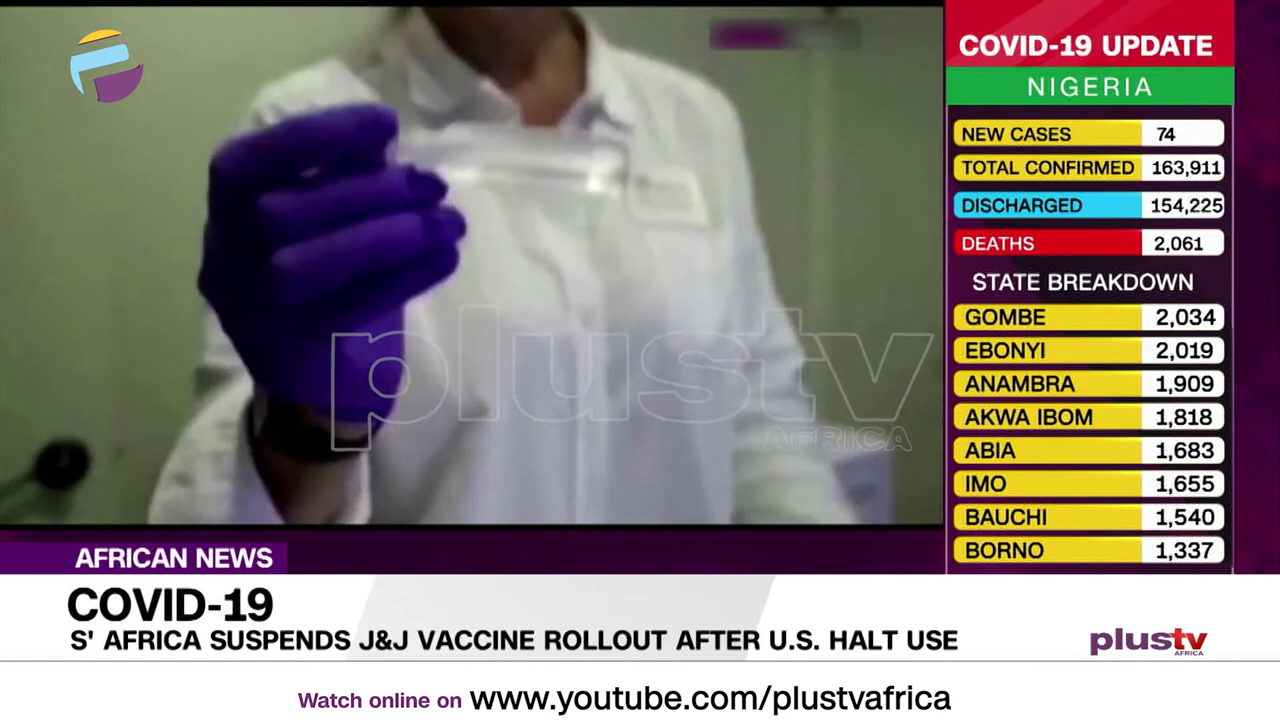 COVID-19 UPDATE
NIGERIA
NEW CASES 74
TOTAL CONFIRMED 163,911
DISCHARGED 154,225
DEATHS 2,061
STATE BREAKDOWN
GOMBE 2,034
EBONYI 2,019
ANAMBRA 1,909
AKWA IBOM 1,818
ABIA 1,683
IMO 1,655
BAUCHI 1,540
BORNO 1,337
plustv
AFRICA
AFRICAN NEWS
COVID-19
S' AFRICA SUSPENDS J&J VACCINE ROLLOUT AFTER U.S. HALT USE
plustv
AFRICA
Watch online on www.youtube.com/plustvafrica